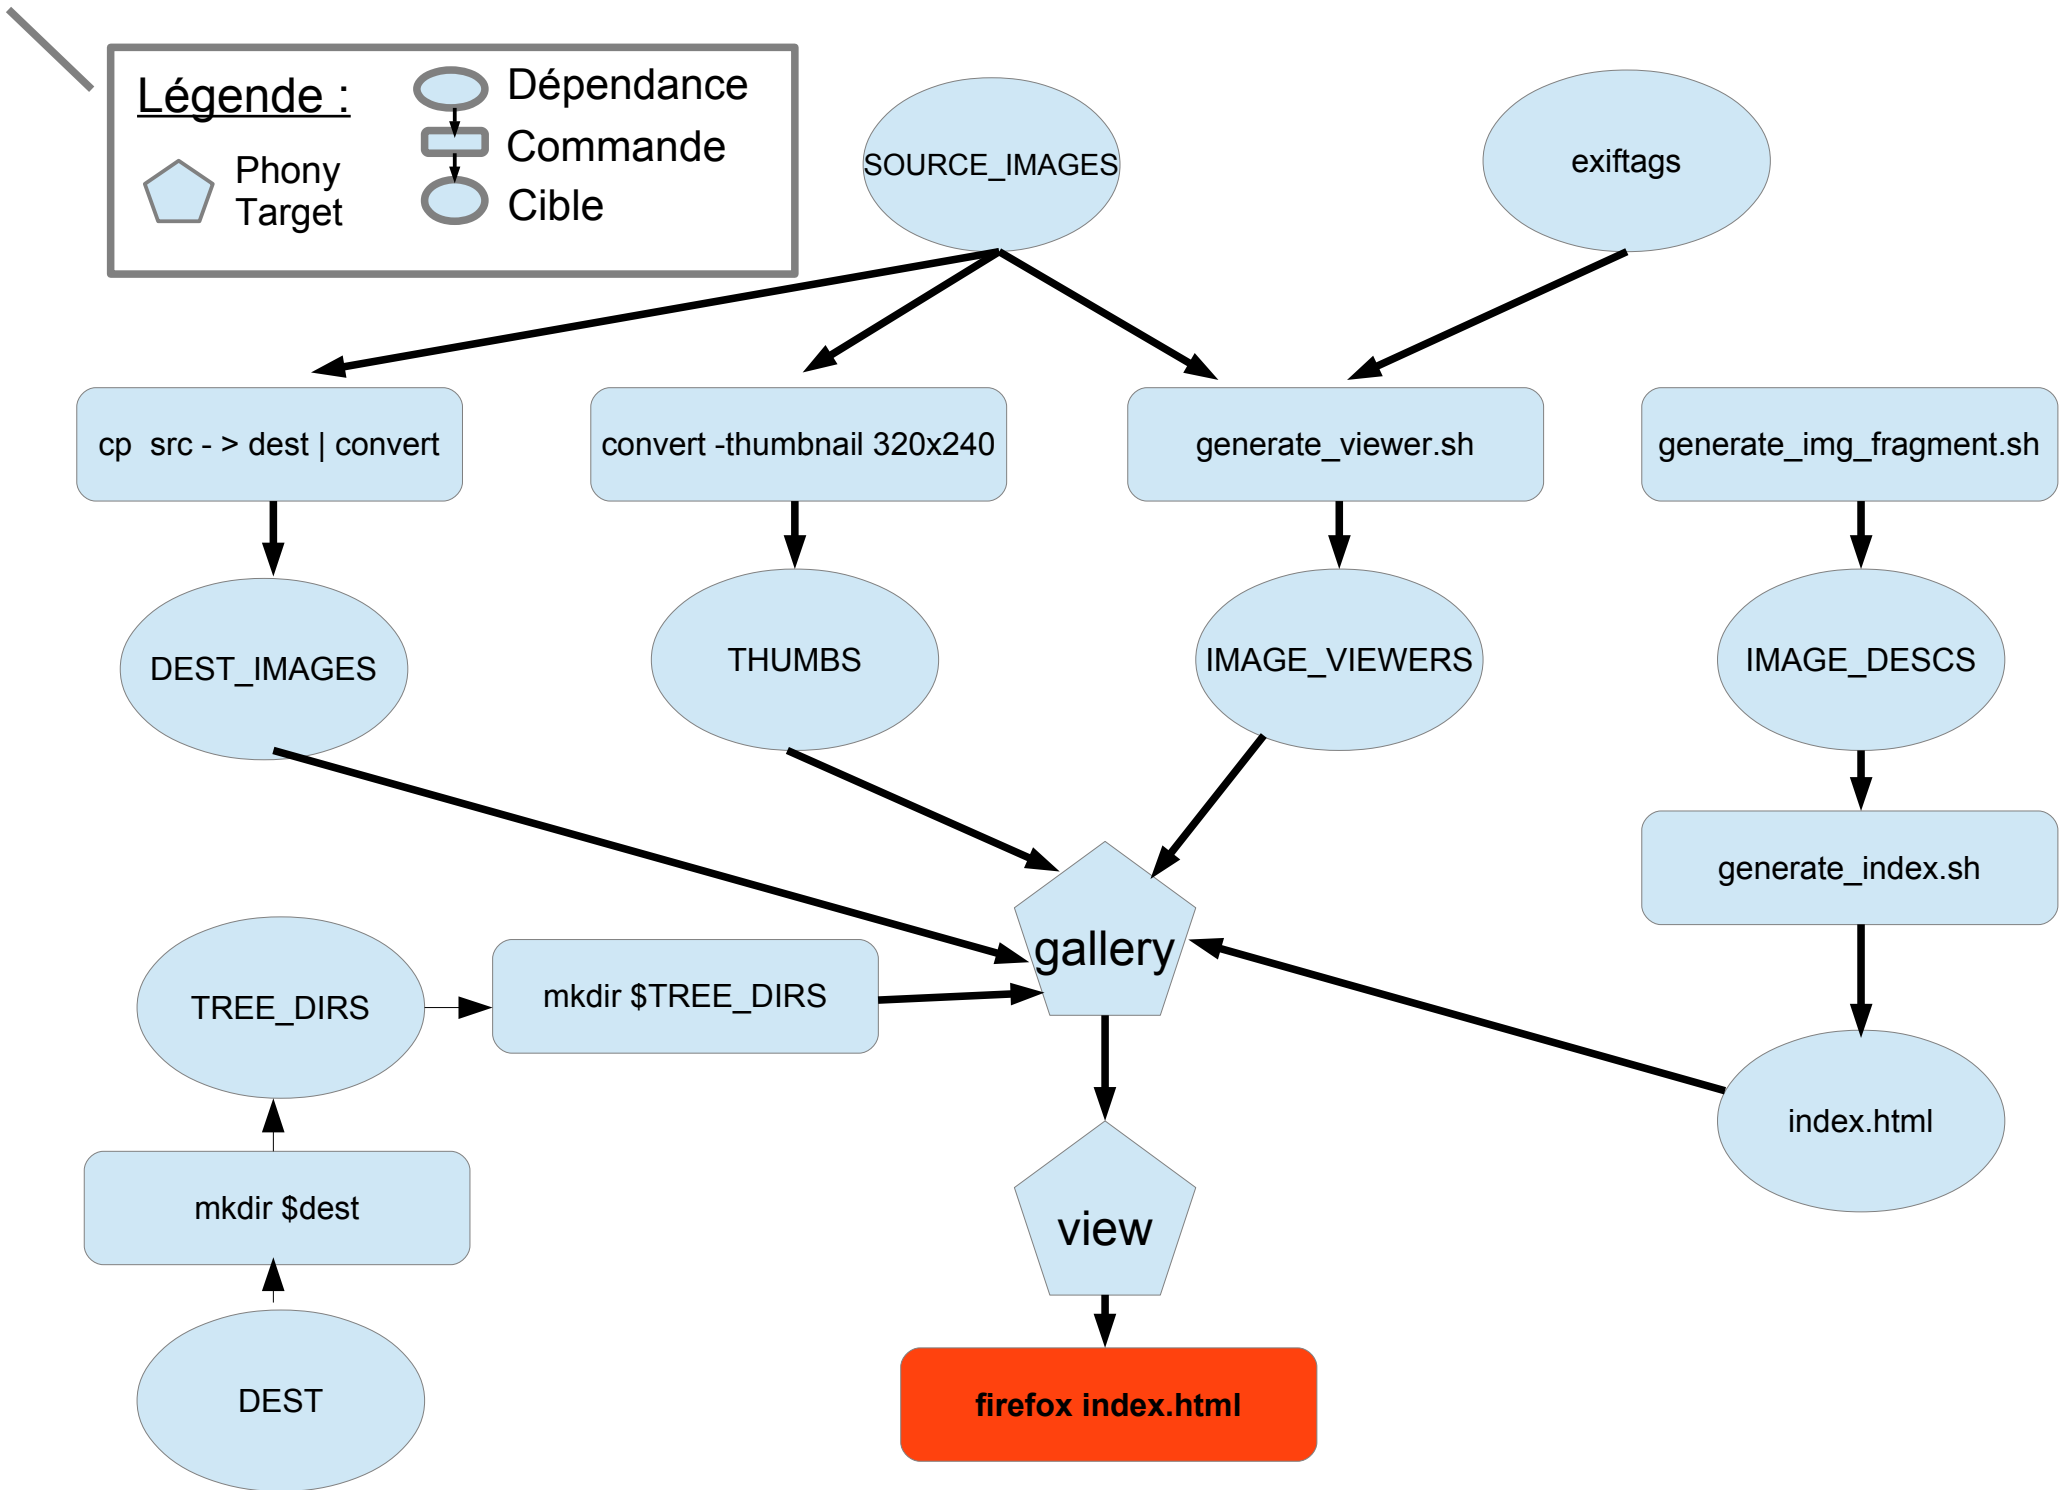 Légende :
Phony
Target
Dépendance
Commande
Cible
SOURCE_IMAGES
exiftags
cp  src - > dest | convert
convert -thumbnail 320x240
generate_viewer.sh
generate_img_fragment.sh
DEST_IMAGES
THUMBS
IMAGE_VIEWERS
IMAGE_DESCS
generate_index.sh
gallery
TREE_DIRS
mkdir $TREE_DIRS
index.html
mkdir $dest
view
DEST
firefox index.html